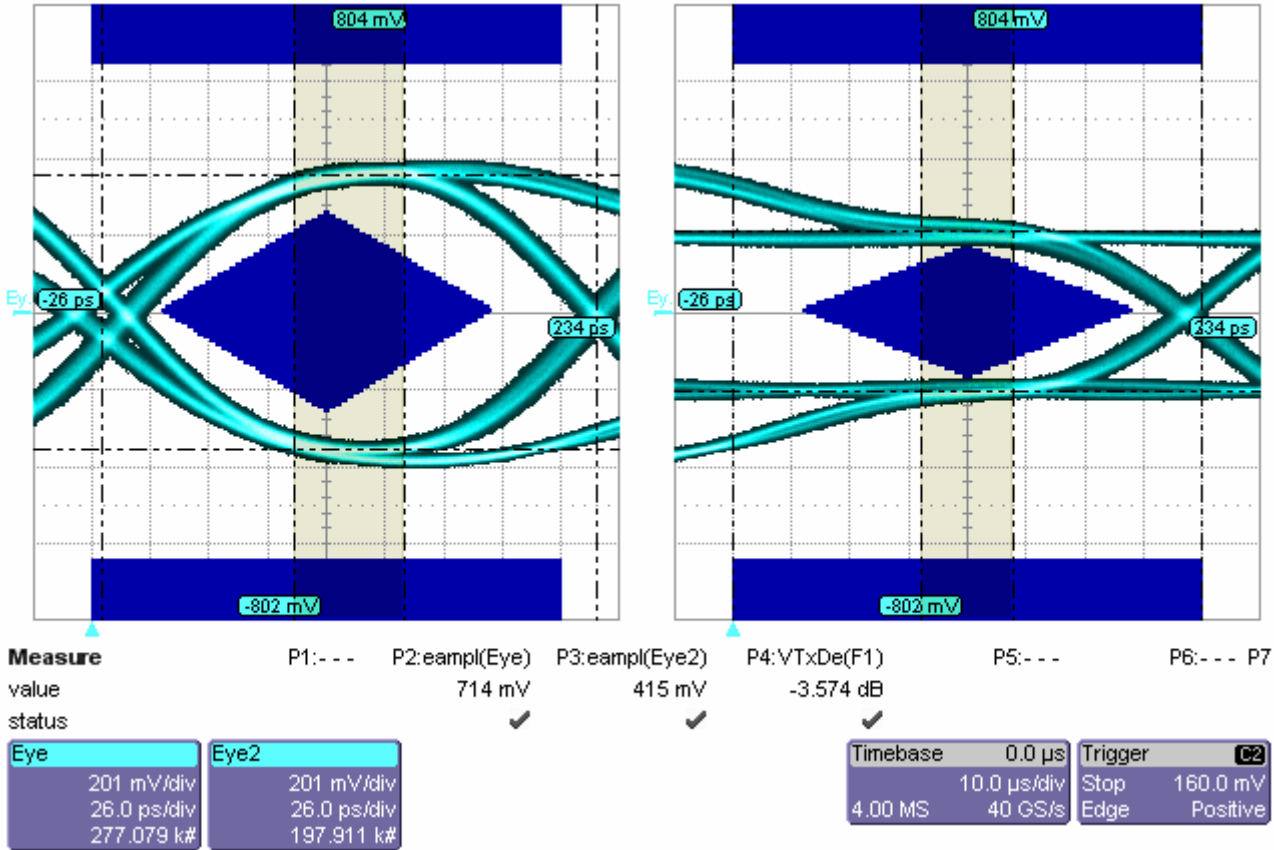 804 mV 804 mV
Ey. -26 ps 234 ps Ey. -26 ps 234 ps
-802 mV -802 mV
Measure P1:- - - P2:eampl(Eye) P3:eampl(Eye2) P4:VTxDe(F1) P5:- - - P6:- - - P7
value 714 mV 415 mV -3.574 dB
status
Eye Eye2 Timebase 0.0 µs Trigger C2
201 mV/div 201 mV/div 10.0 µs/div Stop 160.0 mV
26.0 ps/div 26.0 ps/div 4.00 MS 40 GS/s Edge Positive
277.079 k# 197.911 k#